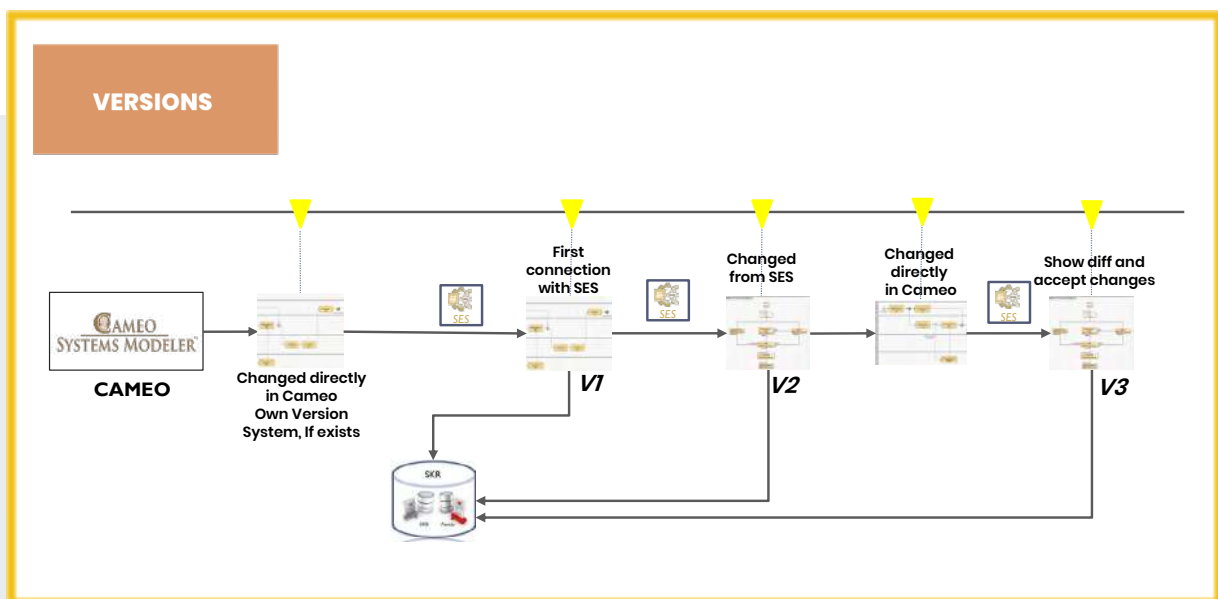 VERSIONS
First
connection
with SES
Changed
from SES
Changed
directly
in Cameo
Show diff and
accept changes
SES
SES
SES
CAMEO
SYSTEMS MODELER
CAMEO
Changed directly
in Cameo
Own Version
System, If exists
V1
V2
V3
SKR